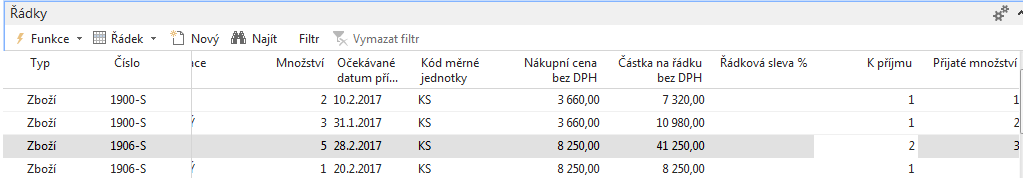 Řádky
Funkce Řádek Nový Najít Filtr Vymazat filtr
Typ Číslo nce Množství Očekávané datum pří... Kód měrné jednotky Nákupní cena bez DPH Částka na řádku bez DPH Řádková sleva % K příjmu Přijaté množství
Zboží 1900-S 2 10.2.2017 KS 3 660,00 7 320,00 1 1
Zboží 1900-S 3 31.1.2017 KS 3 660,00 10 980,00 1 2
Zboží 1906-S 5 28.2.2017 KS 8 250,00 41 250,00 2 3
Zboží 1906-S 1 20.2.2017 KS 8 250,00 8 250,00 1